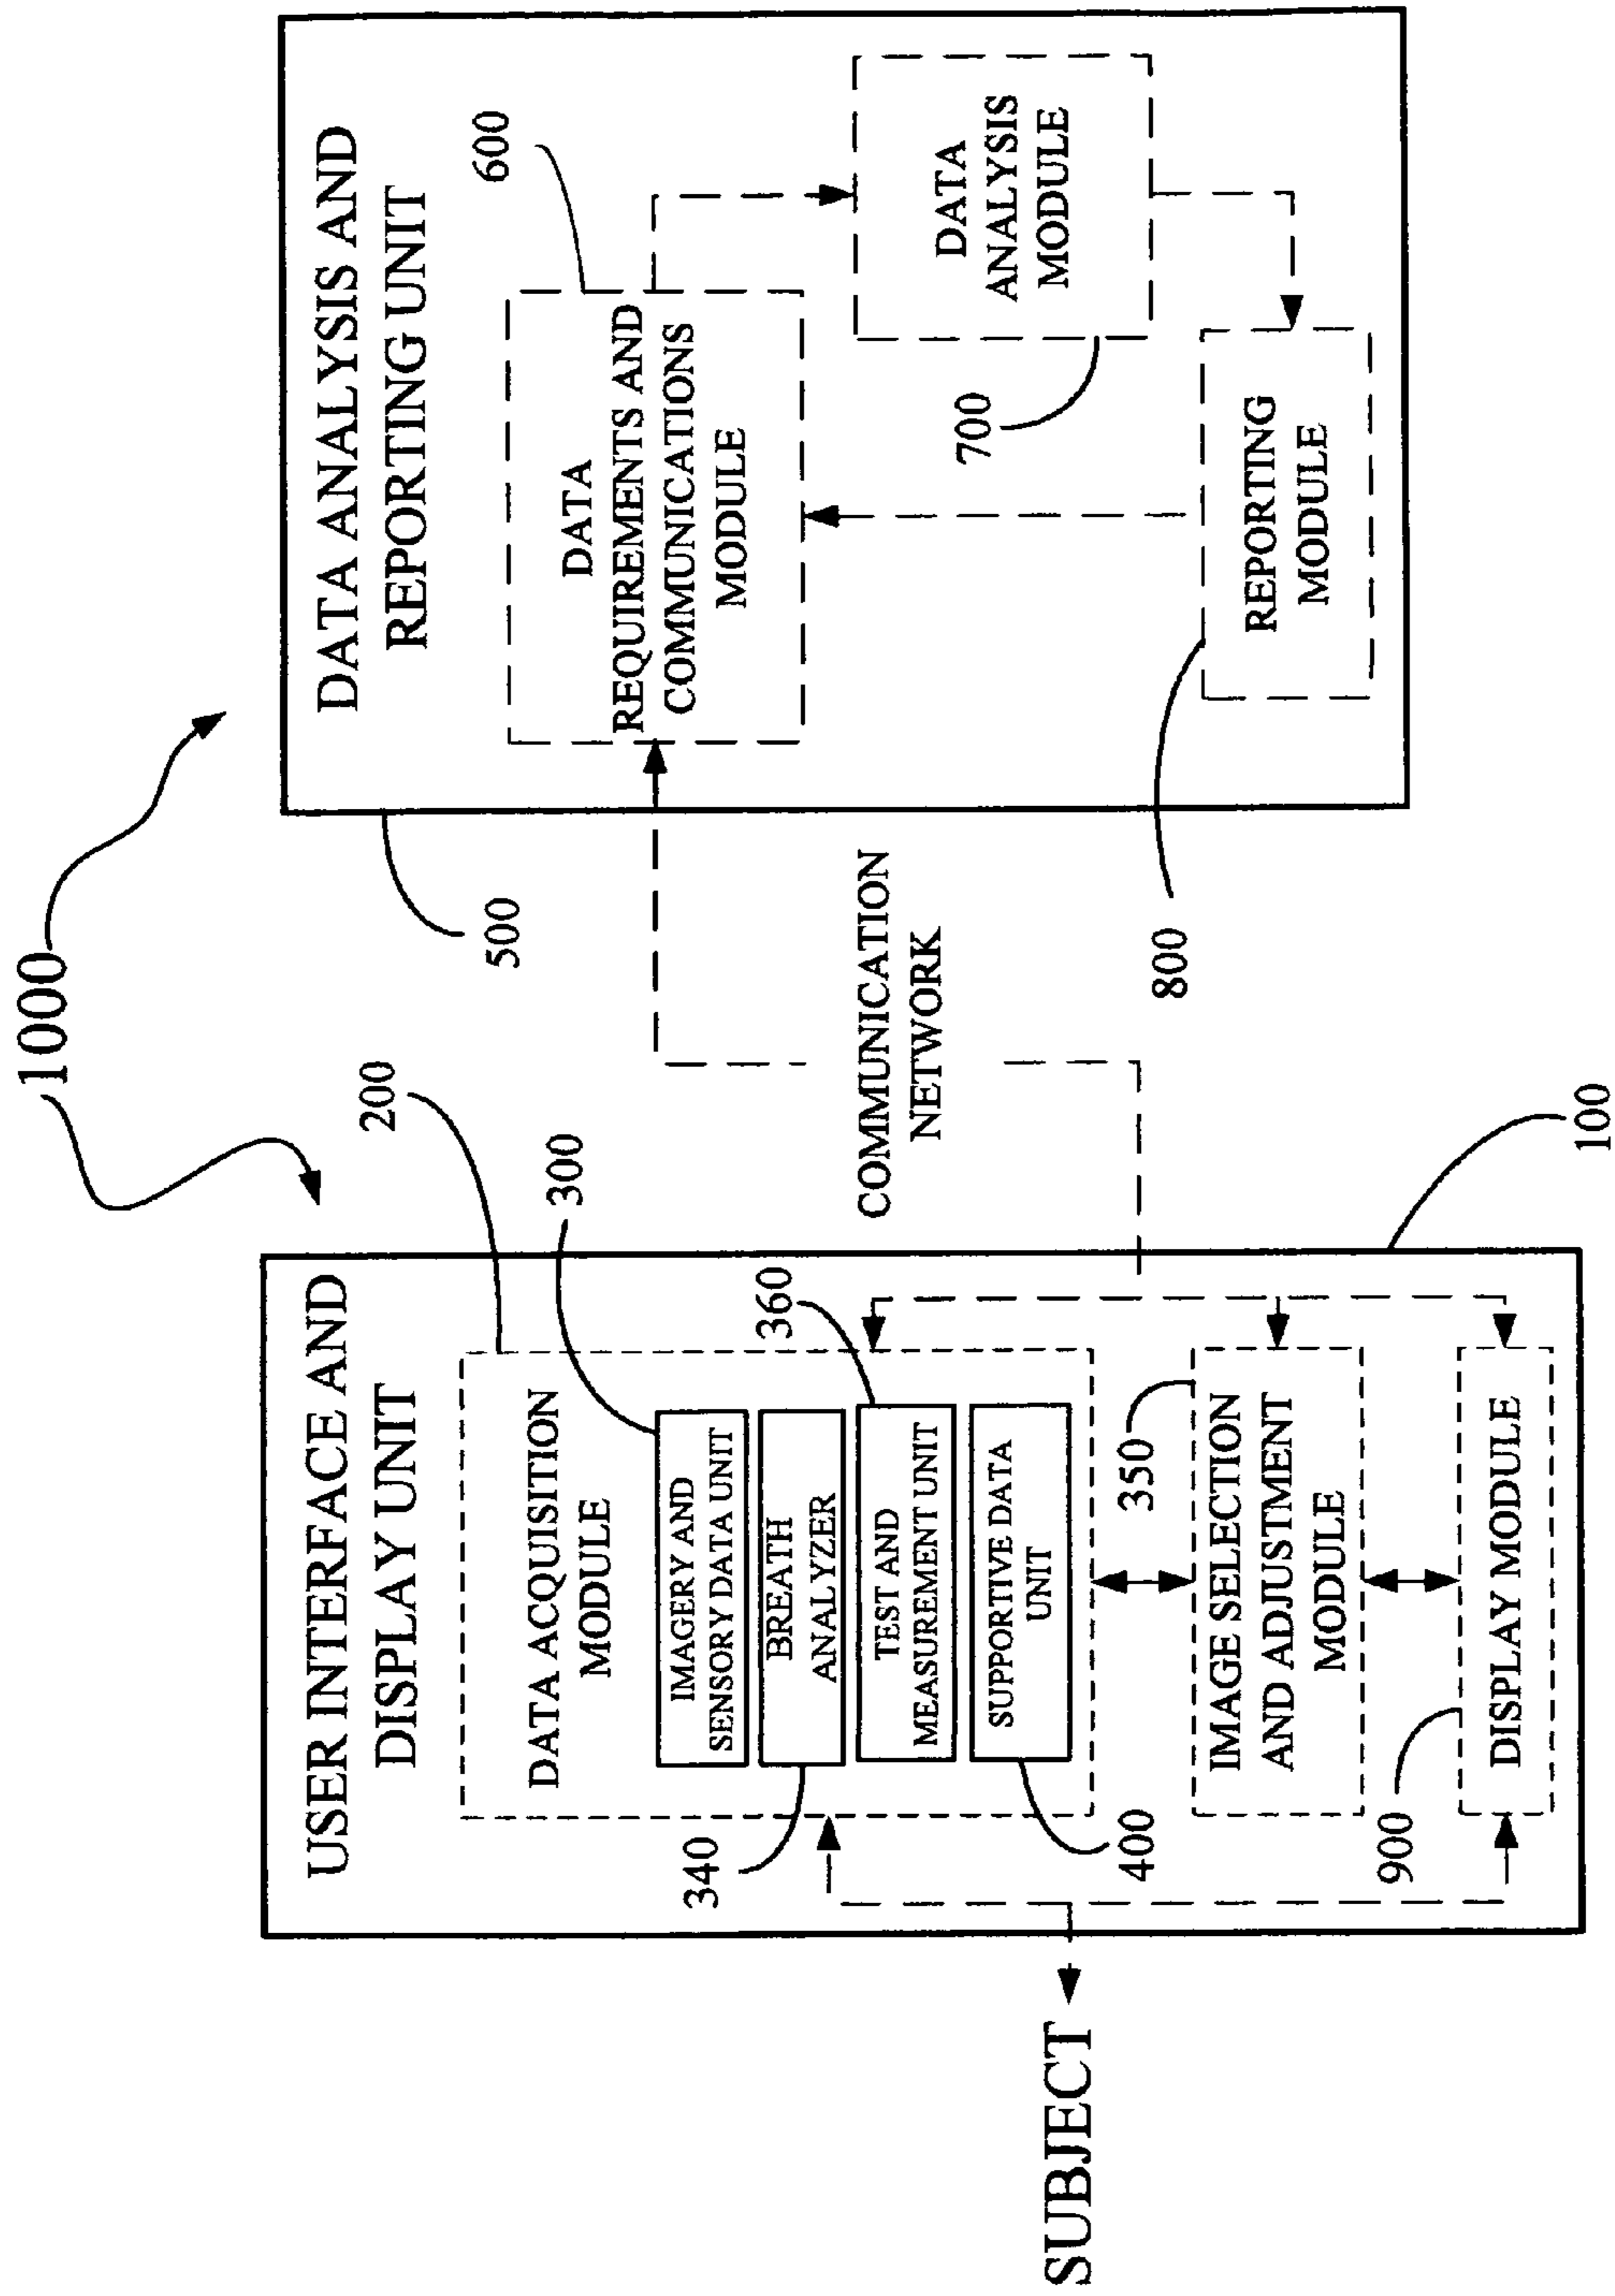 1000
USER INTERFACE AND
DISPLAY UNIT
200
DATA ACQUISITION
MODULE
300
IMAGERY AND
SENSORY DATA UNIT
BREATH
ANALYZER
340
360
TEST AND
MEASUREMENT UNIT
SUPPORTIVE DATA
UNIT
400
350
IMAGE SELECTION
AND ADJUSTMENT
MODULE
900
DISPLAY MODULE
100
SUBJECT
COMMUNICATION
NETWORK
500
DATA ANALYSIS AND
REPORTING UNIT
600
DATA
REQUIREMENTS AND
COMMUNICATIONS
MODULE
700
DATA
ANALYSIS
MODULE
800
REPORTING
MODULE